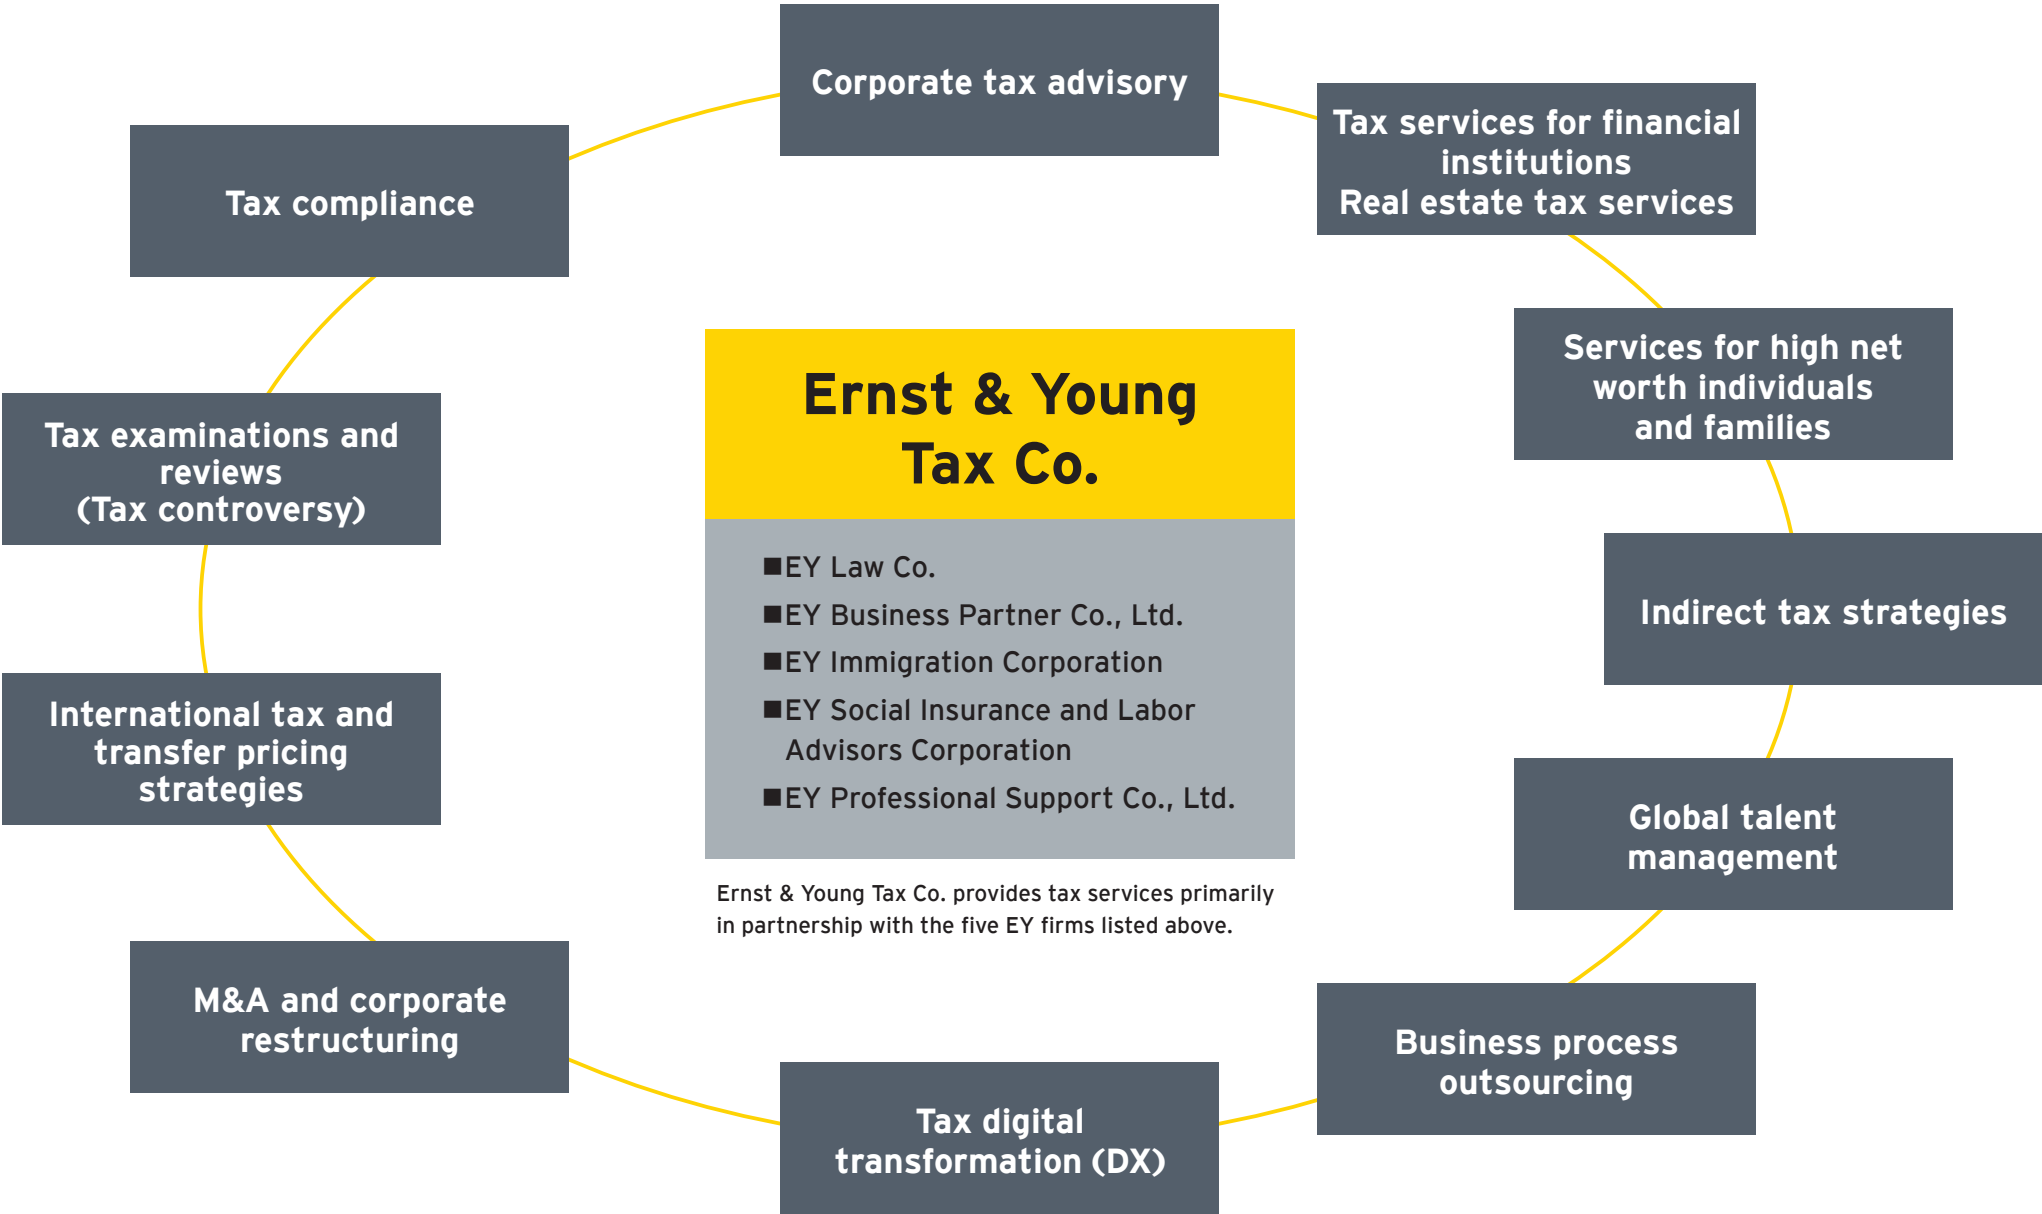 Corporate tax advisory
Tax services for financial
institutions
Real estate tax services
Services for high net
worth individuals
and families
Indirect tax strategies
Global talent
management
Business process
outsourcing
Tax digital
transformation (DX)
M&A and corporate
restructuring
International tax and
transfer pricing
strategies
Tax examinations and
reviews
(Tax controversy)
Tax compliance
Ernst & Young
Tax Co.
■EY Law Co.
■EY Business Partner Co., Ltd.
■EY Immigration Corporation
■EY Social Insurance and Labor
Advisors Corporation
■EY Professional Support Co., Ltd.
Ernst & Young Tax Co. provides tax services primarily
in partnership with the five EY firms listed above.